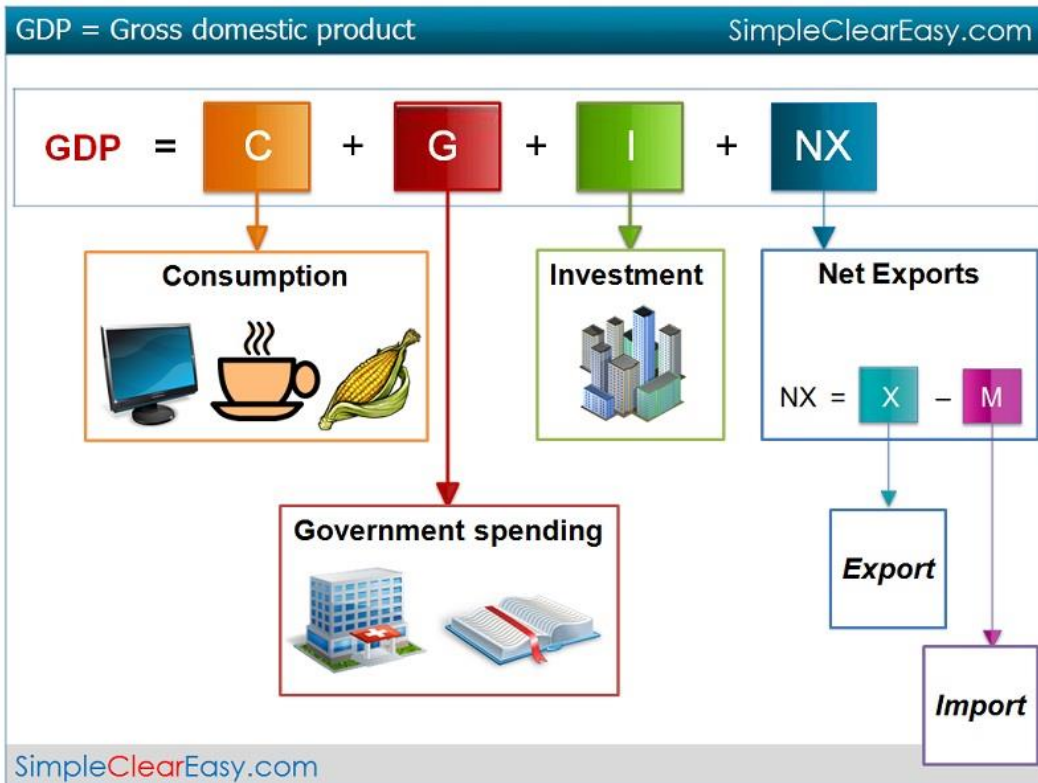 GDP = Gross domestic product
SimpleClearEasy.com
GDP = C + G + I + NX
Consumption
Investment
Net Exports
NX = X – M
Government spending
Export
Import
SimpleClearEasy.com